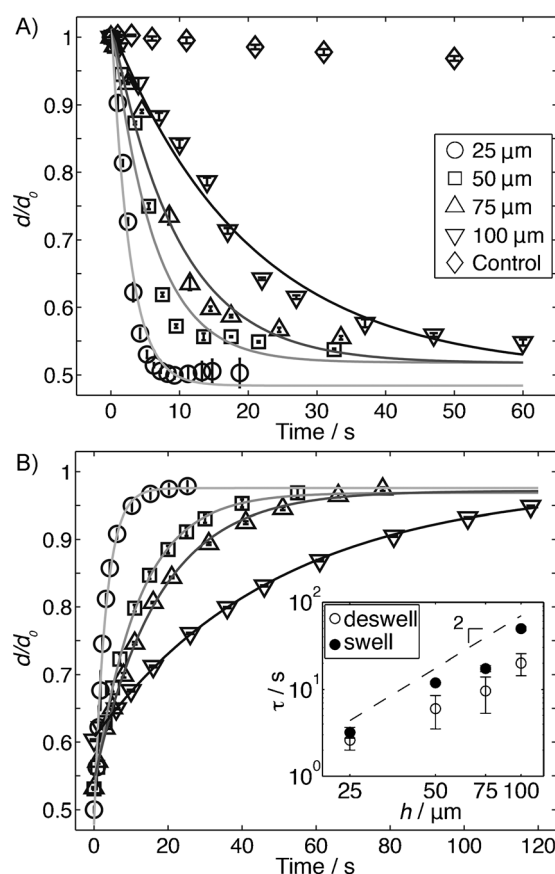 A)
1
0.9
0.8
0.7
0.6
0.5
d/d₀
25 μm
50 μm
75 μm
100 μm
Control
0 10 20 30 40 50 60
Time / s
B)
1
0.9
0.8
0.7
0.6
0.5
d/d₀
deswell
swell
2
10²
10¹
10⁰
τ / s
25 50 75 100
h / μm
0 20 40 60 80 100 120
Time / s